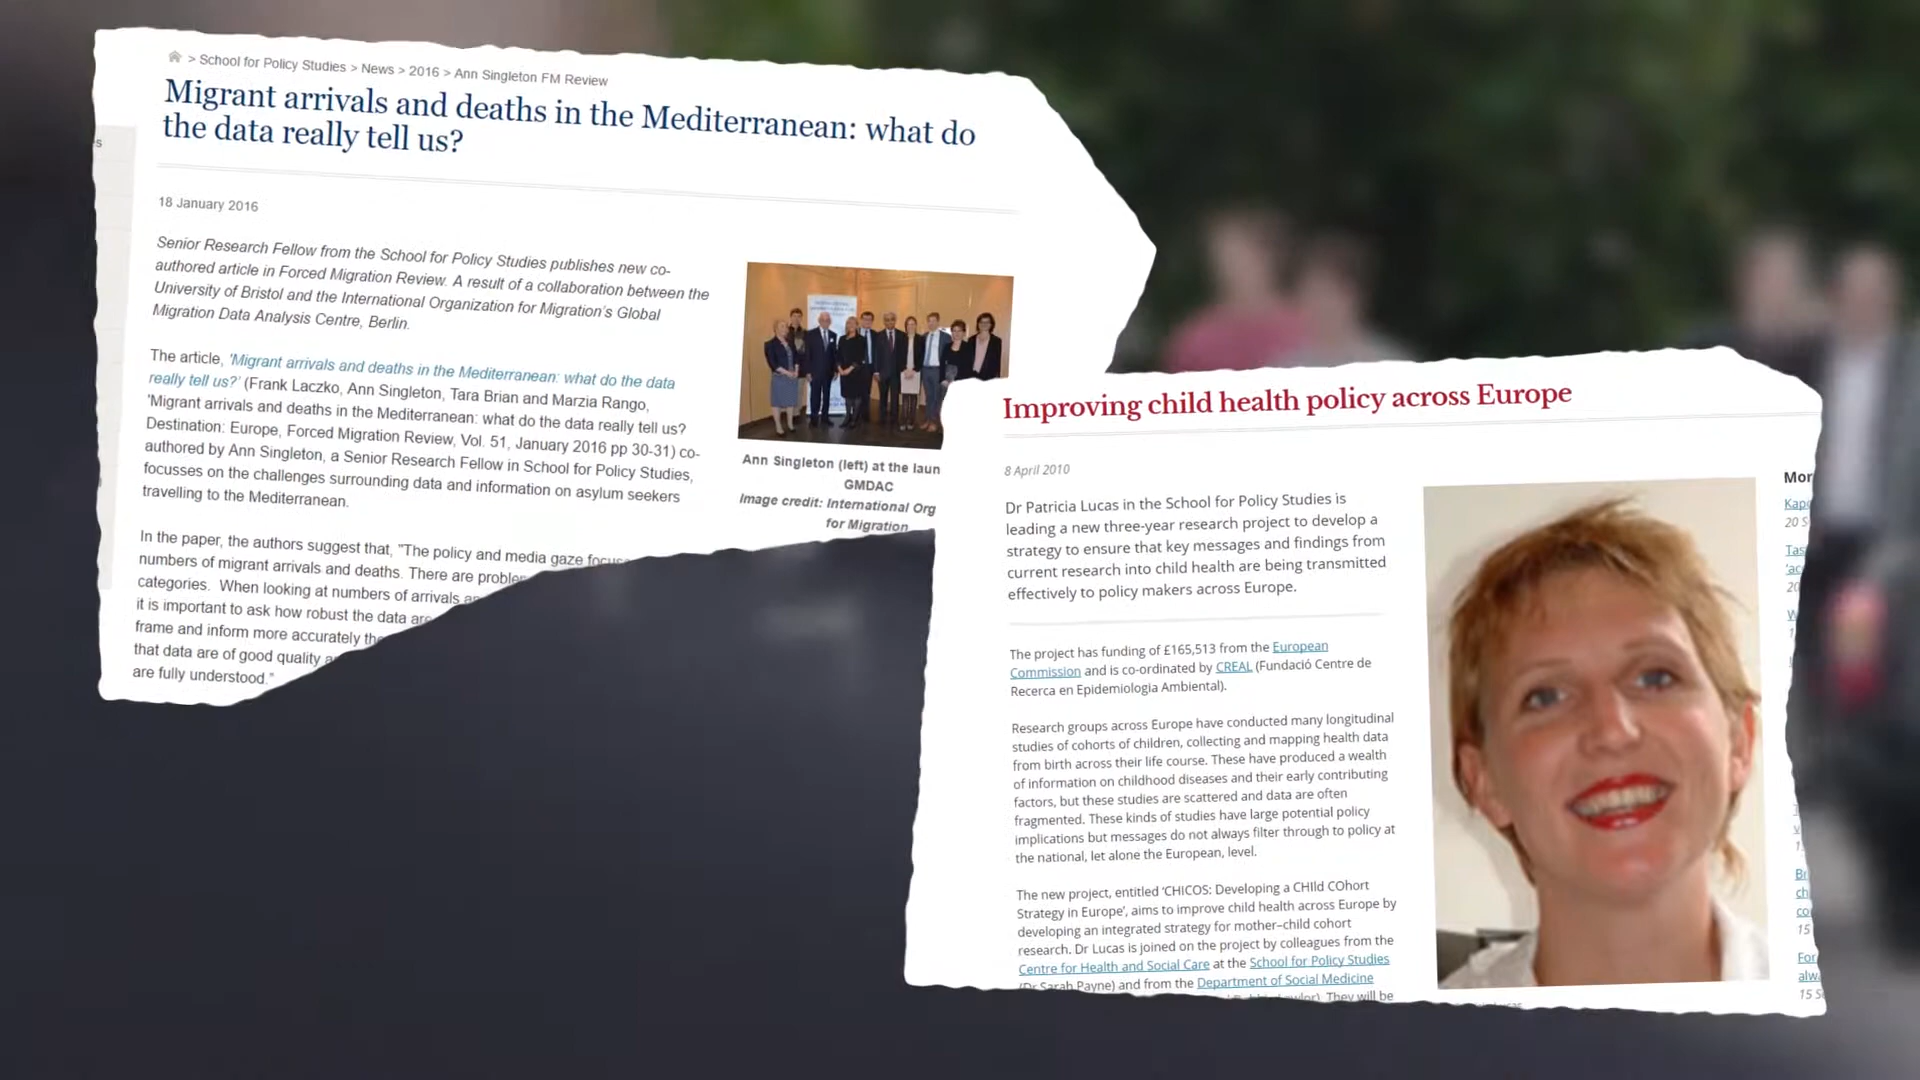 > School for Policy Studies > News > 2016 > Ann Singleton FM Review
Migrant arrivals and deaths in the Mediterranean: what do
the data really tell us?
18 January 2016
Senior Research Fellow from the School for Policy Studies publishes new co-
authored article in Forced Migration Review. A result of a collaboration between the
University of Bristol and the International Organization for Migration's Global
Migration Data Analysis Centre, Berlin.
The article, 'Migrant arrivals and deaths in the Mediterranean: what do the data
really tell us?' (Frank Laczko, Ann Singleton, Tara Brian and Marzia Rango,
'Migrant arrivals and deaths in the Mediterranean: what do the data really tell us?
Destination: Europe, Forced Migration Review, Vol. 51, January 2016 pp 30-31) co-
authored by Ann Singleton, a Senior Research Fellow in School for Policy Studies,
focusses on the challenges surrounding data and information on asylum seekers
travelling to the Mediterranean.
In the paper, the authors suggest that, "The policy and media gaze
numbers of migrant arrivals and deaths. There are
categories. When looking at numbers of arrivals
it is important to ask how robust the data are
frame and inform more accurately
that data are of good quality
are fully understood."
Ann Singleton (left) at the laun
GMDAC
Image credit: International Org
for Migration
Improving child health policy across Europe
8 April 2010
Dr Patricia Lucas in the School for Policy Studies is
leading a new three-year research project to develop a
strategy to ensure that key messages and findings from
current research into child health are being transmitted
effectively to policy makers across Europe.
The project has funding of £165,513 from the European
Commission and is co-ordinated by CREAL (Fundació Centre de
Recerca en Epidemiologia Ambiental).
Research groups across Europe have conducted many longitudinal
studies of cohorts of children, collecting and mapping health data
from birth across their life course. These have produced a wealth
of information on childhood diseases and their early contributing
factors, but these studies are scattered and data are often
fragmented. These kinds of studies have large potential policy
implications but messages do not always filter through to policy at
the national, let alone the European, level.
The new project, entitled 'CHICOS: Developing a CHIld COhort
Strategy in Europe', aims to improve child health across Europe by
developing an integrated strategy for mother–child cohort
research. Dr Lucas is joined on the project by colleagues from the
Centre for Health and Social Care at the School for Policy Studies
(Dr Sarah Payne) and from the Department of Social Medicine
They will be
Mor
Kapo
20 S
Tas
20
Br
ch
co
15
For
alw
15 S